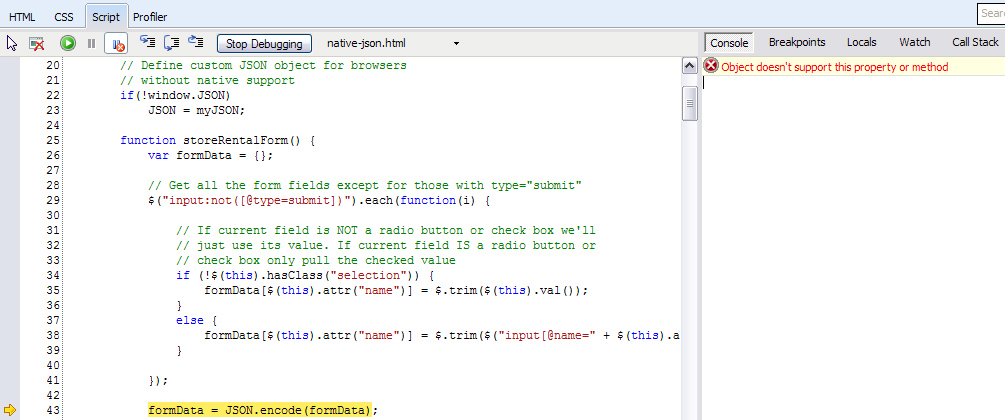 HTML CSS Script Profiler
Sear
Stop Debugging native-json.html
Console Breakpoints Locals Watch Call Stack
Object doesn't support this property or method
20 // Define custom JSON object for browsers
21 // without native support
22 if(!window.JSON)
23 JSON = myJSON;
24
25 function storeRentalForm() {
26 var formData = {};
27
28 // Get all the form fields except for those with type="submit"
29 $("input:not([@type=submit])").each(function(i) {
30
31 // If current field is NOT a radio button or check box we'll
32 // just use its value. If current field IS a radio button or
33 // check box only pull the checked value
34 if (!$(this).hasClass("selection")) {
35 formData[$(this).attr("name")] = $.trim($(this).val());
36 }
37 else {
38 formData[$(this).attr("name")] = $.trim($("input[@name=" + $(this).a
39 }
40
41 });
42
43 formData = JSON.encode(formData);